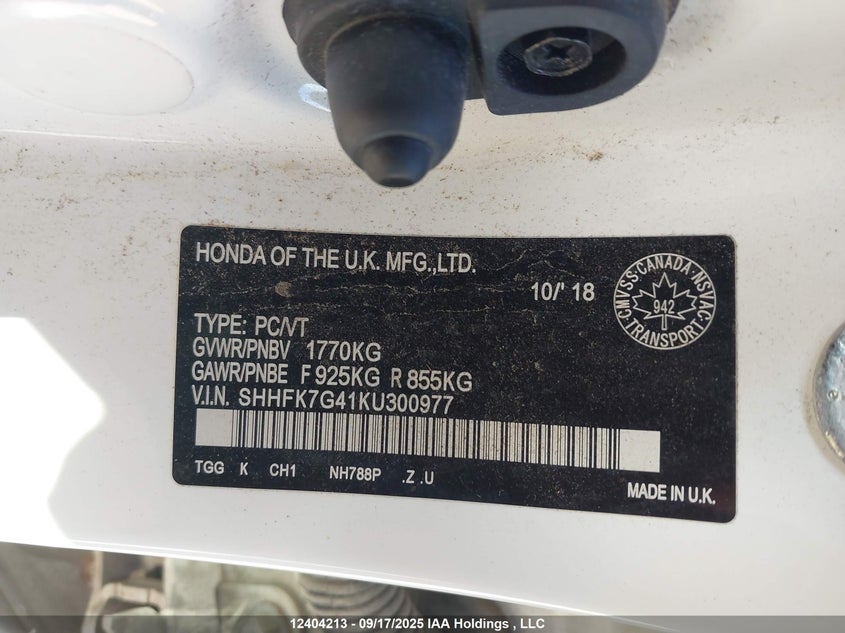 HONDA OF THE U.K. MFG.,LTD.
10/' 18
CMVSS · CANADA · NSVAC
942
TRANSPORT
TYPE: PC/VT
GVWR/PNBV 1770KG
GAWR/PNBE F 925KG R 855KG
V.I.N. SHHFK7G41KU300977
TGG K CH1 NH788P .Z .U
MADE IN U.K.
12404213 - 09/17/2025 IAA Holdings , LLC